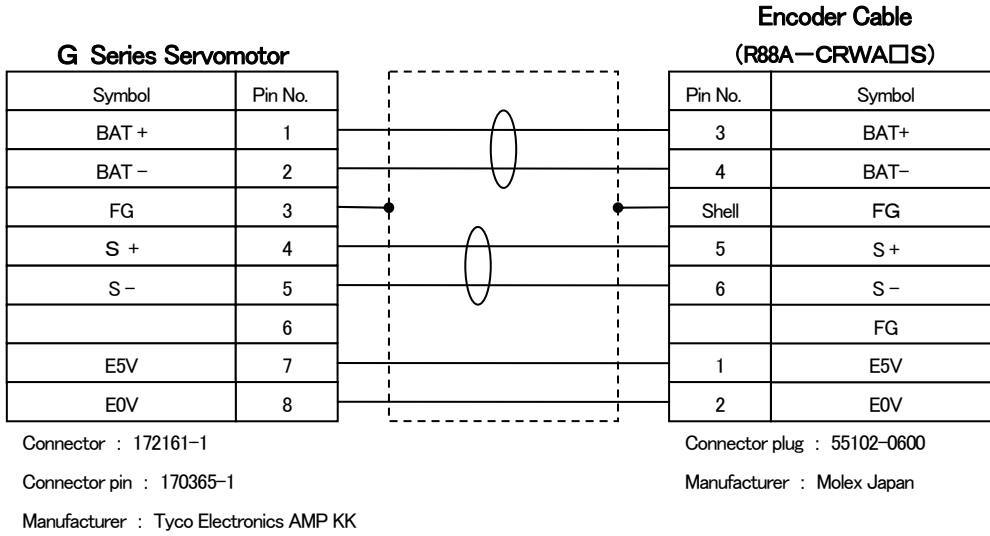 Encoder Cable
G Series Servomotor (R88A-CRWA□S)
Symbol Pin No. Pin No. Symbol
BAT + 1 3 BAT+
BAT - 2 4 BAT-
FG 3 Shell FG
S + 4 5 S+
S- 5 6 S-
6 FG
E5V 7 1 E5V
E0V 8 2 E0V
Connector : 172161-1 Connector plug : 55102-0600
Connector pin : 170365-1 Manufacturer : Molex Japan
Manufacturer : Tyco Electronics AMP KK